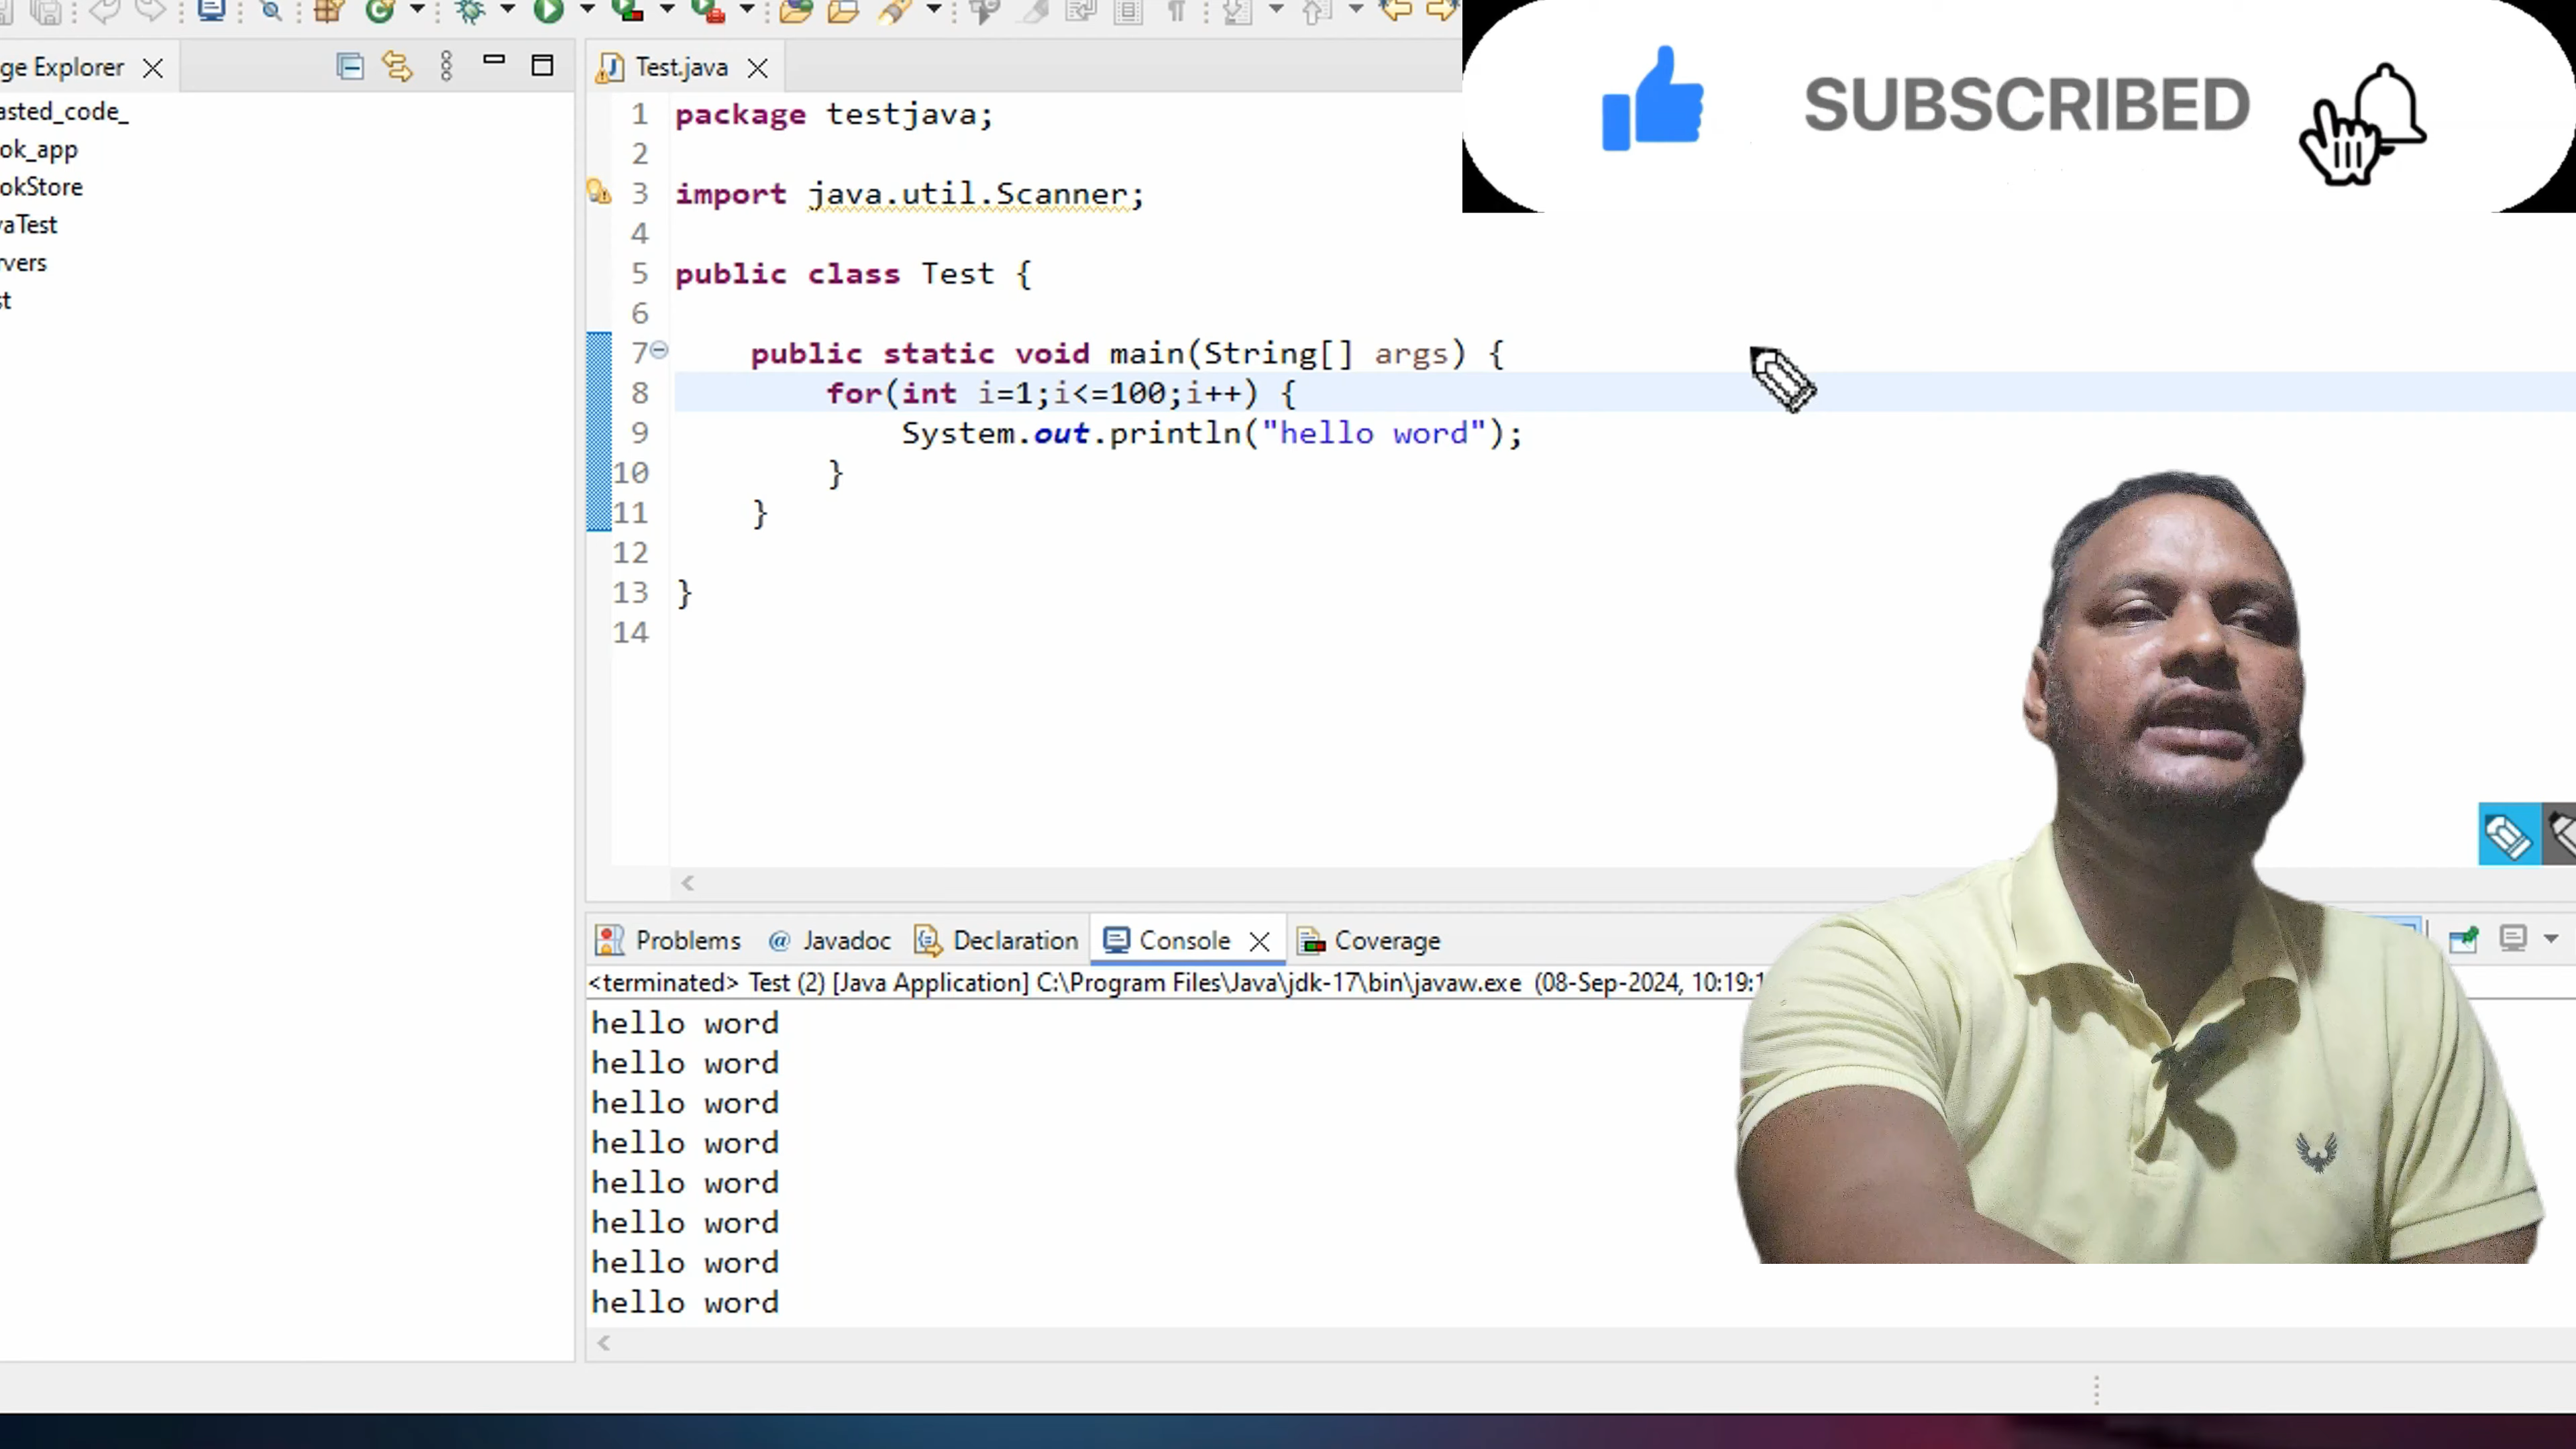 SUBSCRIBED
ge Explorer
asted_code_
ok_app
okStore
vaTest
rvers
st
Test.java
1 package testjava;
2
3 import java.util.Scanner;
4
5 public class Test {
6
7 public static void main(String[] args) {
8 for(int i=1;i<=100;i++) {
9 System.out.println("hello word");
10 }
11 }
12
13 }
14
Problems @ Javadoc Declaration Console Coverage
<terminated> Test (2) [Java Application] C:\Program Files\Java\jdk-17\bin\javaw.exe (08-Sep-2024, 10:19:1
hello word
hello word
hello word
hello word
hello word
hello word
hello word
hello word